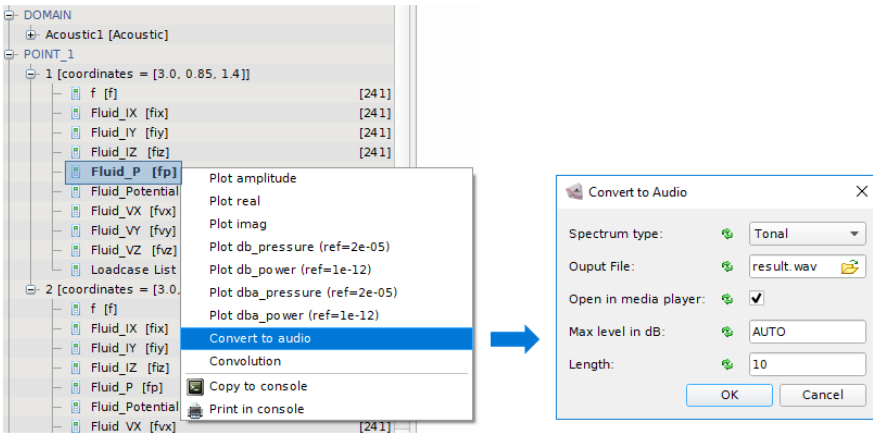 DOMAIN
Acoustic1 [Acoustic]
POINT_1
1 [coordinates = [3.0, 0.85, 1.4]]
f [f] [241]
Fluid_IX [fix] [241]
Fluid_IY [fiy] [241]
Fluid_IZ [fiz] [241]
Fluid_P [fp]
Fluid_Potential
Fluid_VX [fvx]
Fluid_VY [fvy]
Fluid_VZ [fvz]
Loadcase List
2 [coordinates = [3.0,
f [f]
Fluid_IX [fix]
Fluid_IY [fiy]
Fluid_IZ [fiz]
Fluid_P [fp]
Fluid_Potential
Fluid VX [fvx] [241]
Plot amplitude
Plot real
Plot imag
Plot db_pressure (ref=2e-05)
Plot db_power (ref=1e-12)
Plot dba_pressure (ref=2e-05)
Plot dba_power (ref=1e-12)
Convert to audio
Convolution
Copy to console
Print in console
Convert to Audio
Spectrum type: Tonal
Ouput File: result.wav
Open in media player:
Max level in dB: AUTO
Length: 10
OK Cancel